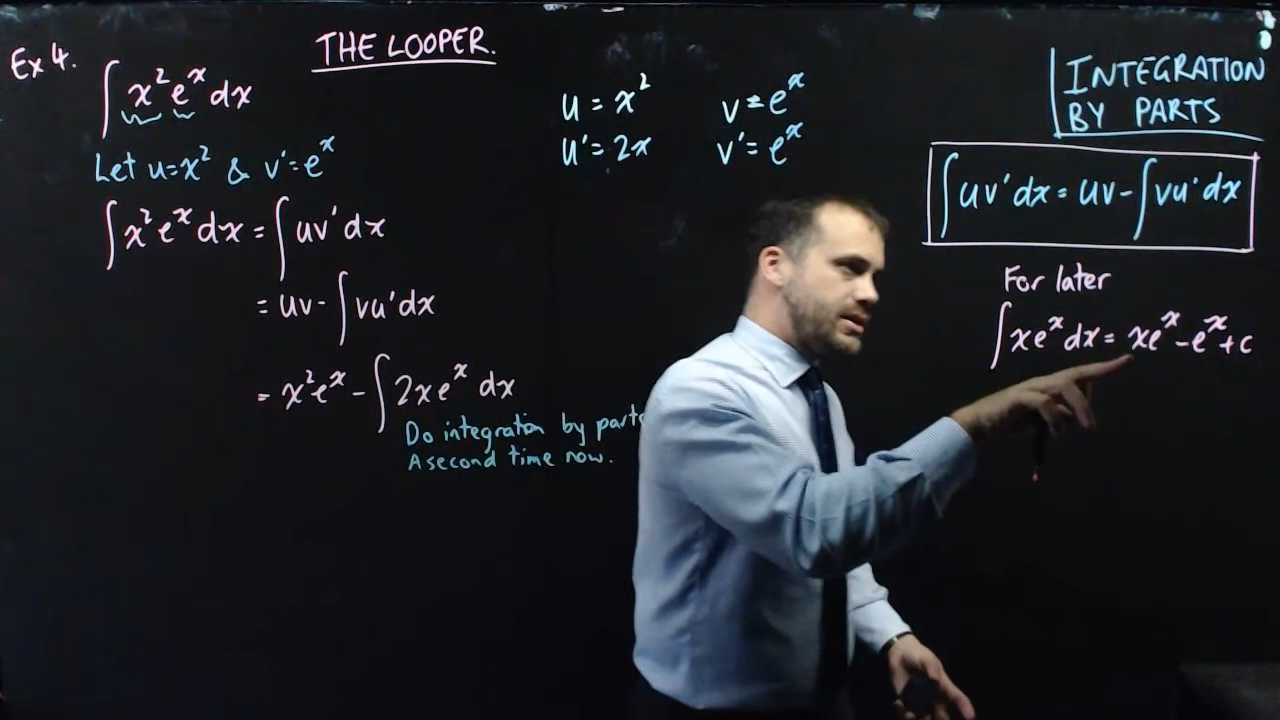 Ex 4.
THE LOOPER.
∫x²eˣdx
Let u=x² & v'=eˣ
∫x²eˣdx=∫uv'dx
=uv-∫vu'dx
=x²eˣ-∫2xeˣ dx
Do integration by parts
A second time now.
u=x² v=eˣ
u'=2x v'=eˣ
INTEGRATION
BY PARTS
∫uv'dx=uv-∫vu'dx
For later
∫xeˣdx=xeˣ-eˣ+c